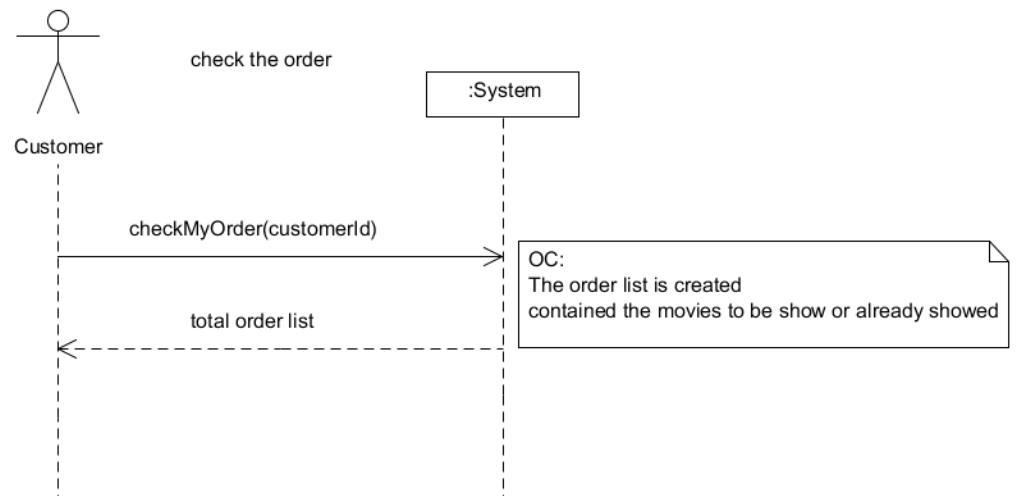 check the order
:System
Customer
checkMyOrder(customerId)
OC:
The order list is created
contained the movies to be show or already showed
total order list